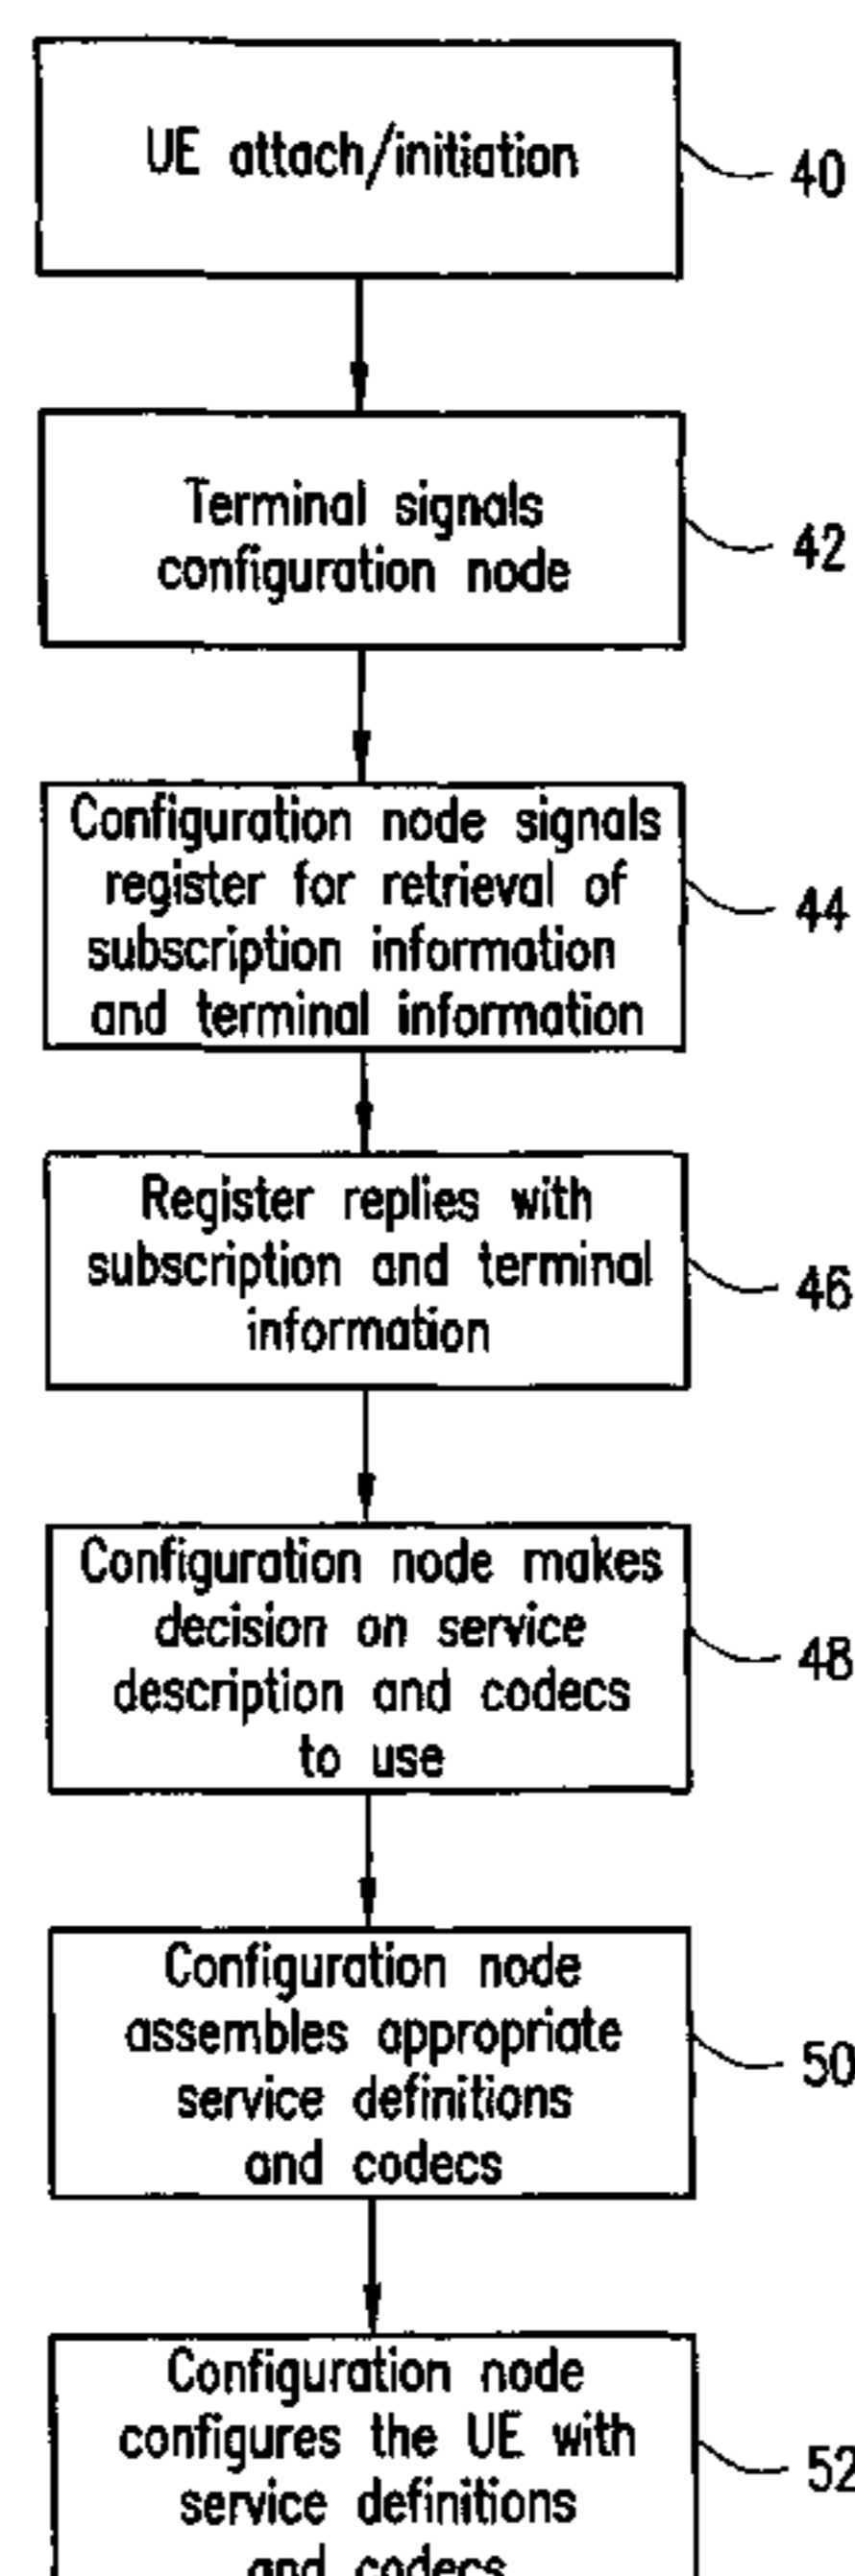 UE attach/initiation
40
Terminal signals
configuration node
42
Configuration node signals
register for retrieval of
subscription information
and terminal information
44
Register replies with
subscription and terminal
information
46
Configuration node makes
decision on service
description and codecs
to use
48
Configuration node
assembles appropriate
service definitions
and codecs
50
Configuration node
configures the UE with
service definitions
and codecs
52